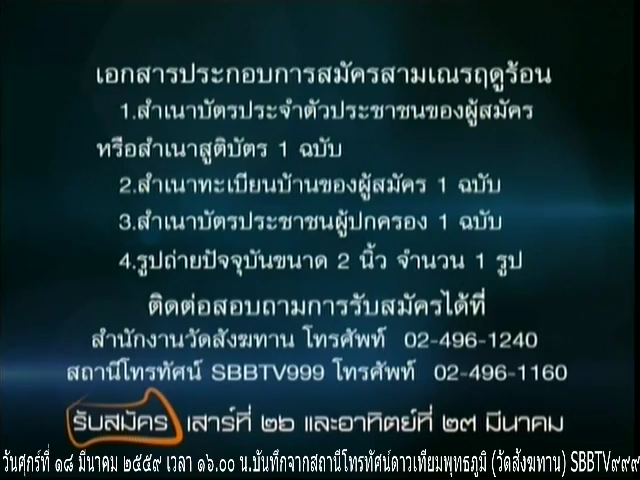 เอกสารประกอบการสมัครสามเณรฤดูร้อน
1.สำเนาบัตรประจำตัวประชาชนของผู้สมัคร
หรือสำเนาสูติบัตร 1 ฉบับ
2.สำเนาทะเบียนบ้านของผู้สมัคร 1 ฉบับ
3.สำเนาบัตรประชาชนผู้ปกครอง 1 ฉบับ
4.รูปถ่ายปัจจุบันขนาด 2 นิ้ว จำนวน 1 รูป
ติดต่อสอบถามการรับสมัครได้ที่
สำนักงานวัดสังฆทาน โทรศัพท์ 02-496-1240
สถานีโทรทัศน์ SBBTV999 โทรศัพท์ 02-496-1160
รับสมัคร เสาร์ที่ ๒๖ และอาทิตย์ที่ ๒๗ มีนาคม
วันศุกร์ที่ ๑๘ มีนาคม ๒๕๕๙ เวลา ๑๖.๐๐ น.บันทึกจากสถานีโทรทัศน์ดาวเทียมพุทธภูมิ (วัดสังฆทาน) SBBTV๙๙๙